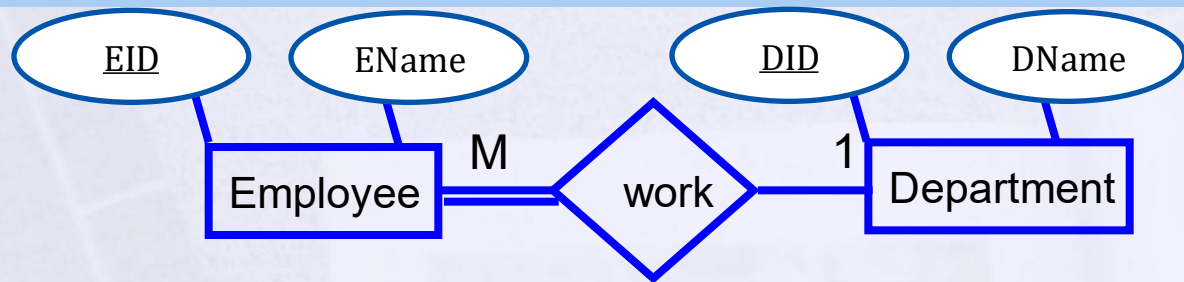 EID
EName
DID
DName
M
1
Employee
work
Department